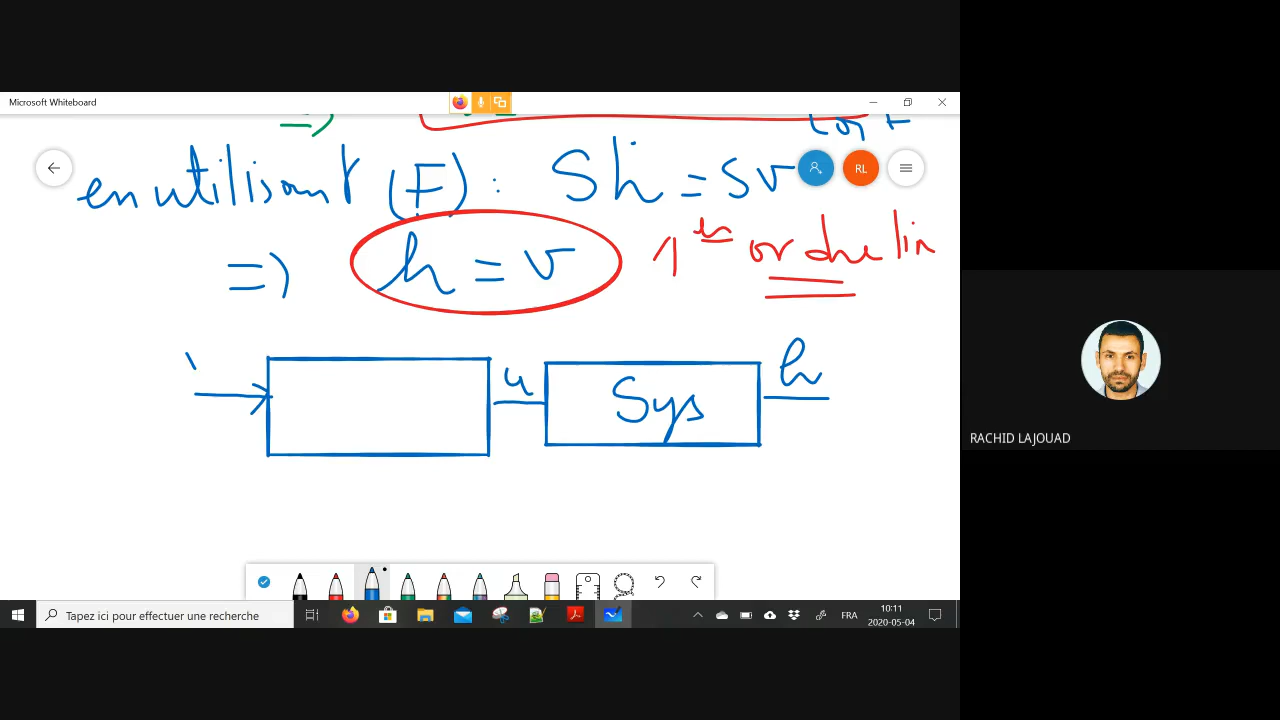 Microsoft Whiteboard
en utilisant (F): Sh = Sv
RL
=> h = v 1er ordre lin
u
Sys
h
RACHID LAJOUAD
Tapez ici pour effectuer une recherche
FRA
10:11
2020-05-04